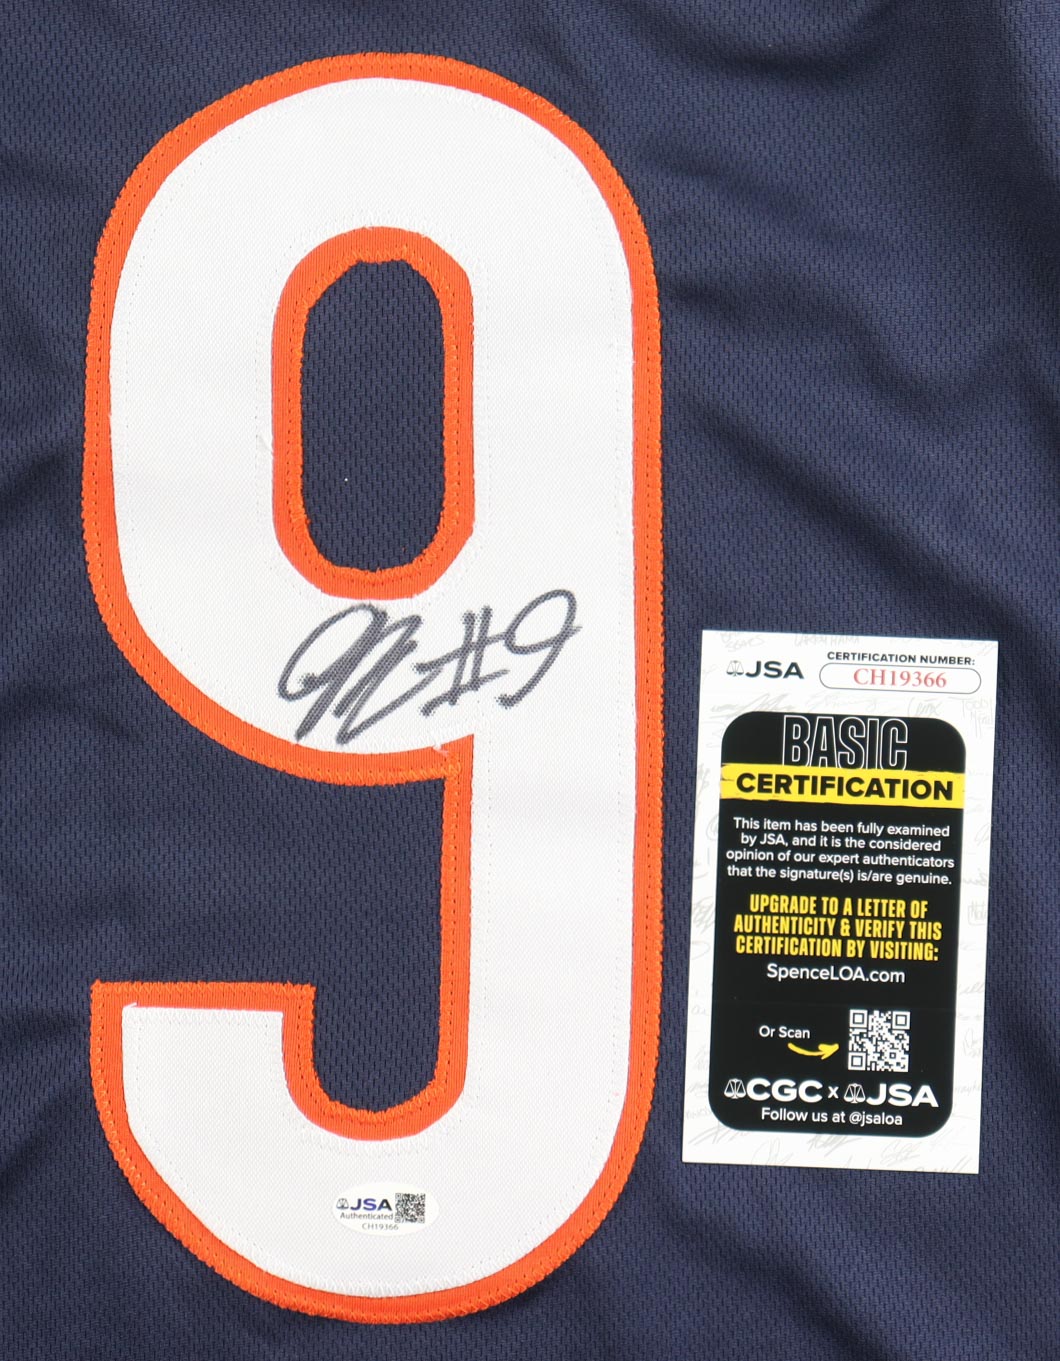 9
#9
JSA
CERTIFICATION NUMBER:
CH19366
BASIC
CERTIFICATION
This item has been fully examined
by JSA, and it is the considered
opinion of our expert authenticators
that the signature(s) is/are genuine.
UPGRADE TO A LETTER OF
AUTHENTICITY & VERIFY THIS
CERTIFICATION BY VISITING:
SpenceLOA.com
Or Scan
CGC x JSA
Follow us at @jsaloa
JSA
Authenticated
CH19366